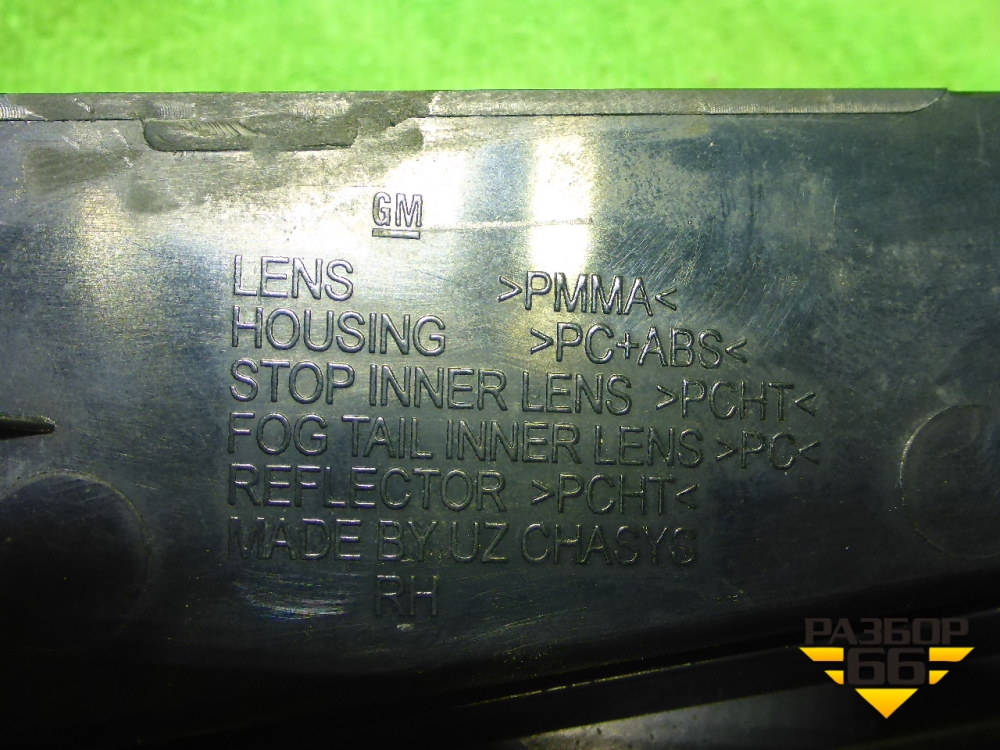 GM
LENS >PMMA<
HOUSING >PC+ABS<
STOP INNER LENS >PCHT<
FOG TAIL INNER LENS >PC<
REFLECTOR >PCHT<
MADE BY UZ CHASYS
RH
РАЗБОР
66